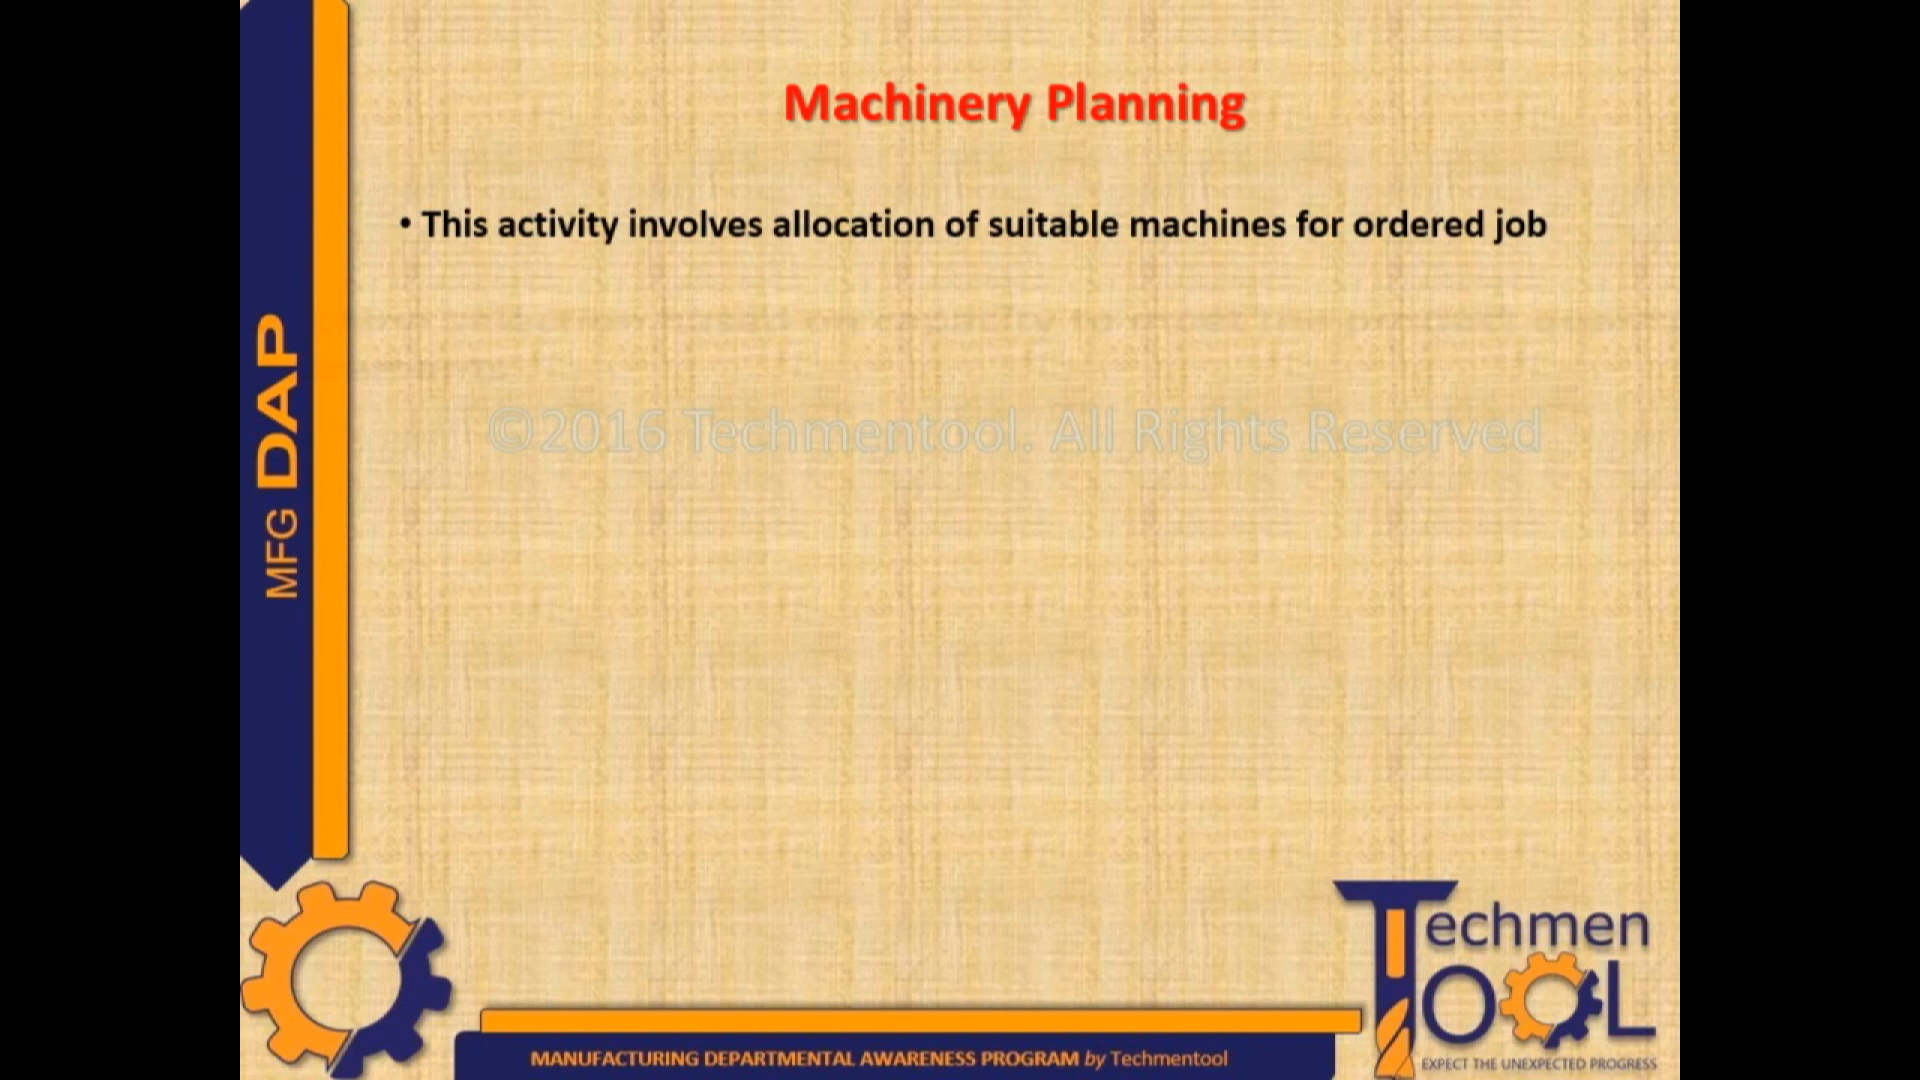 Machinery Planning
• This activity involves allocation of suitable machines for ordered job
©2016 Techmentool. All Rights Reserved
MFG DAP
Techmen
TOOL
EXPECT THE UNEXPECTED PROGRESS
MANUFACTURING DEPARTMENTAL AWARENESS PROGRAM by Techmentool